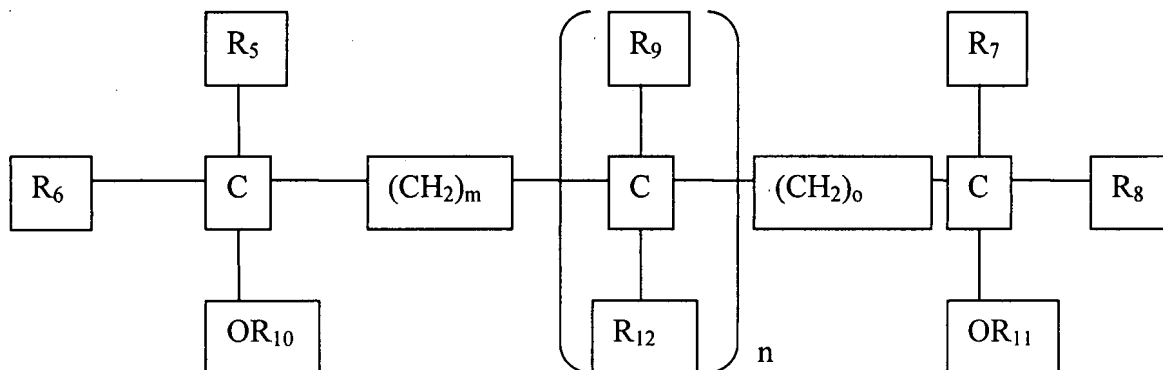 R₅ R₉ R₇
R₆ C (CH₂)ₘ C (CH₂)ₒ C R₈
OR₁₀ R₁₂ n OR₁₁